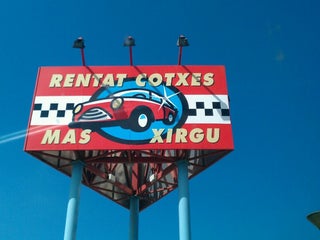 RENTAT COTXES
MAS XIRGU